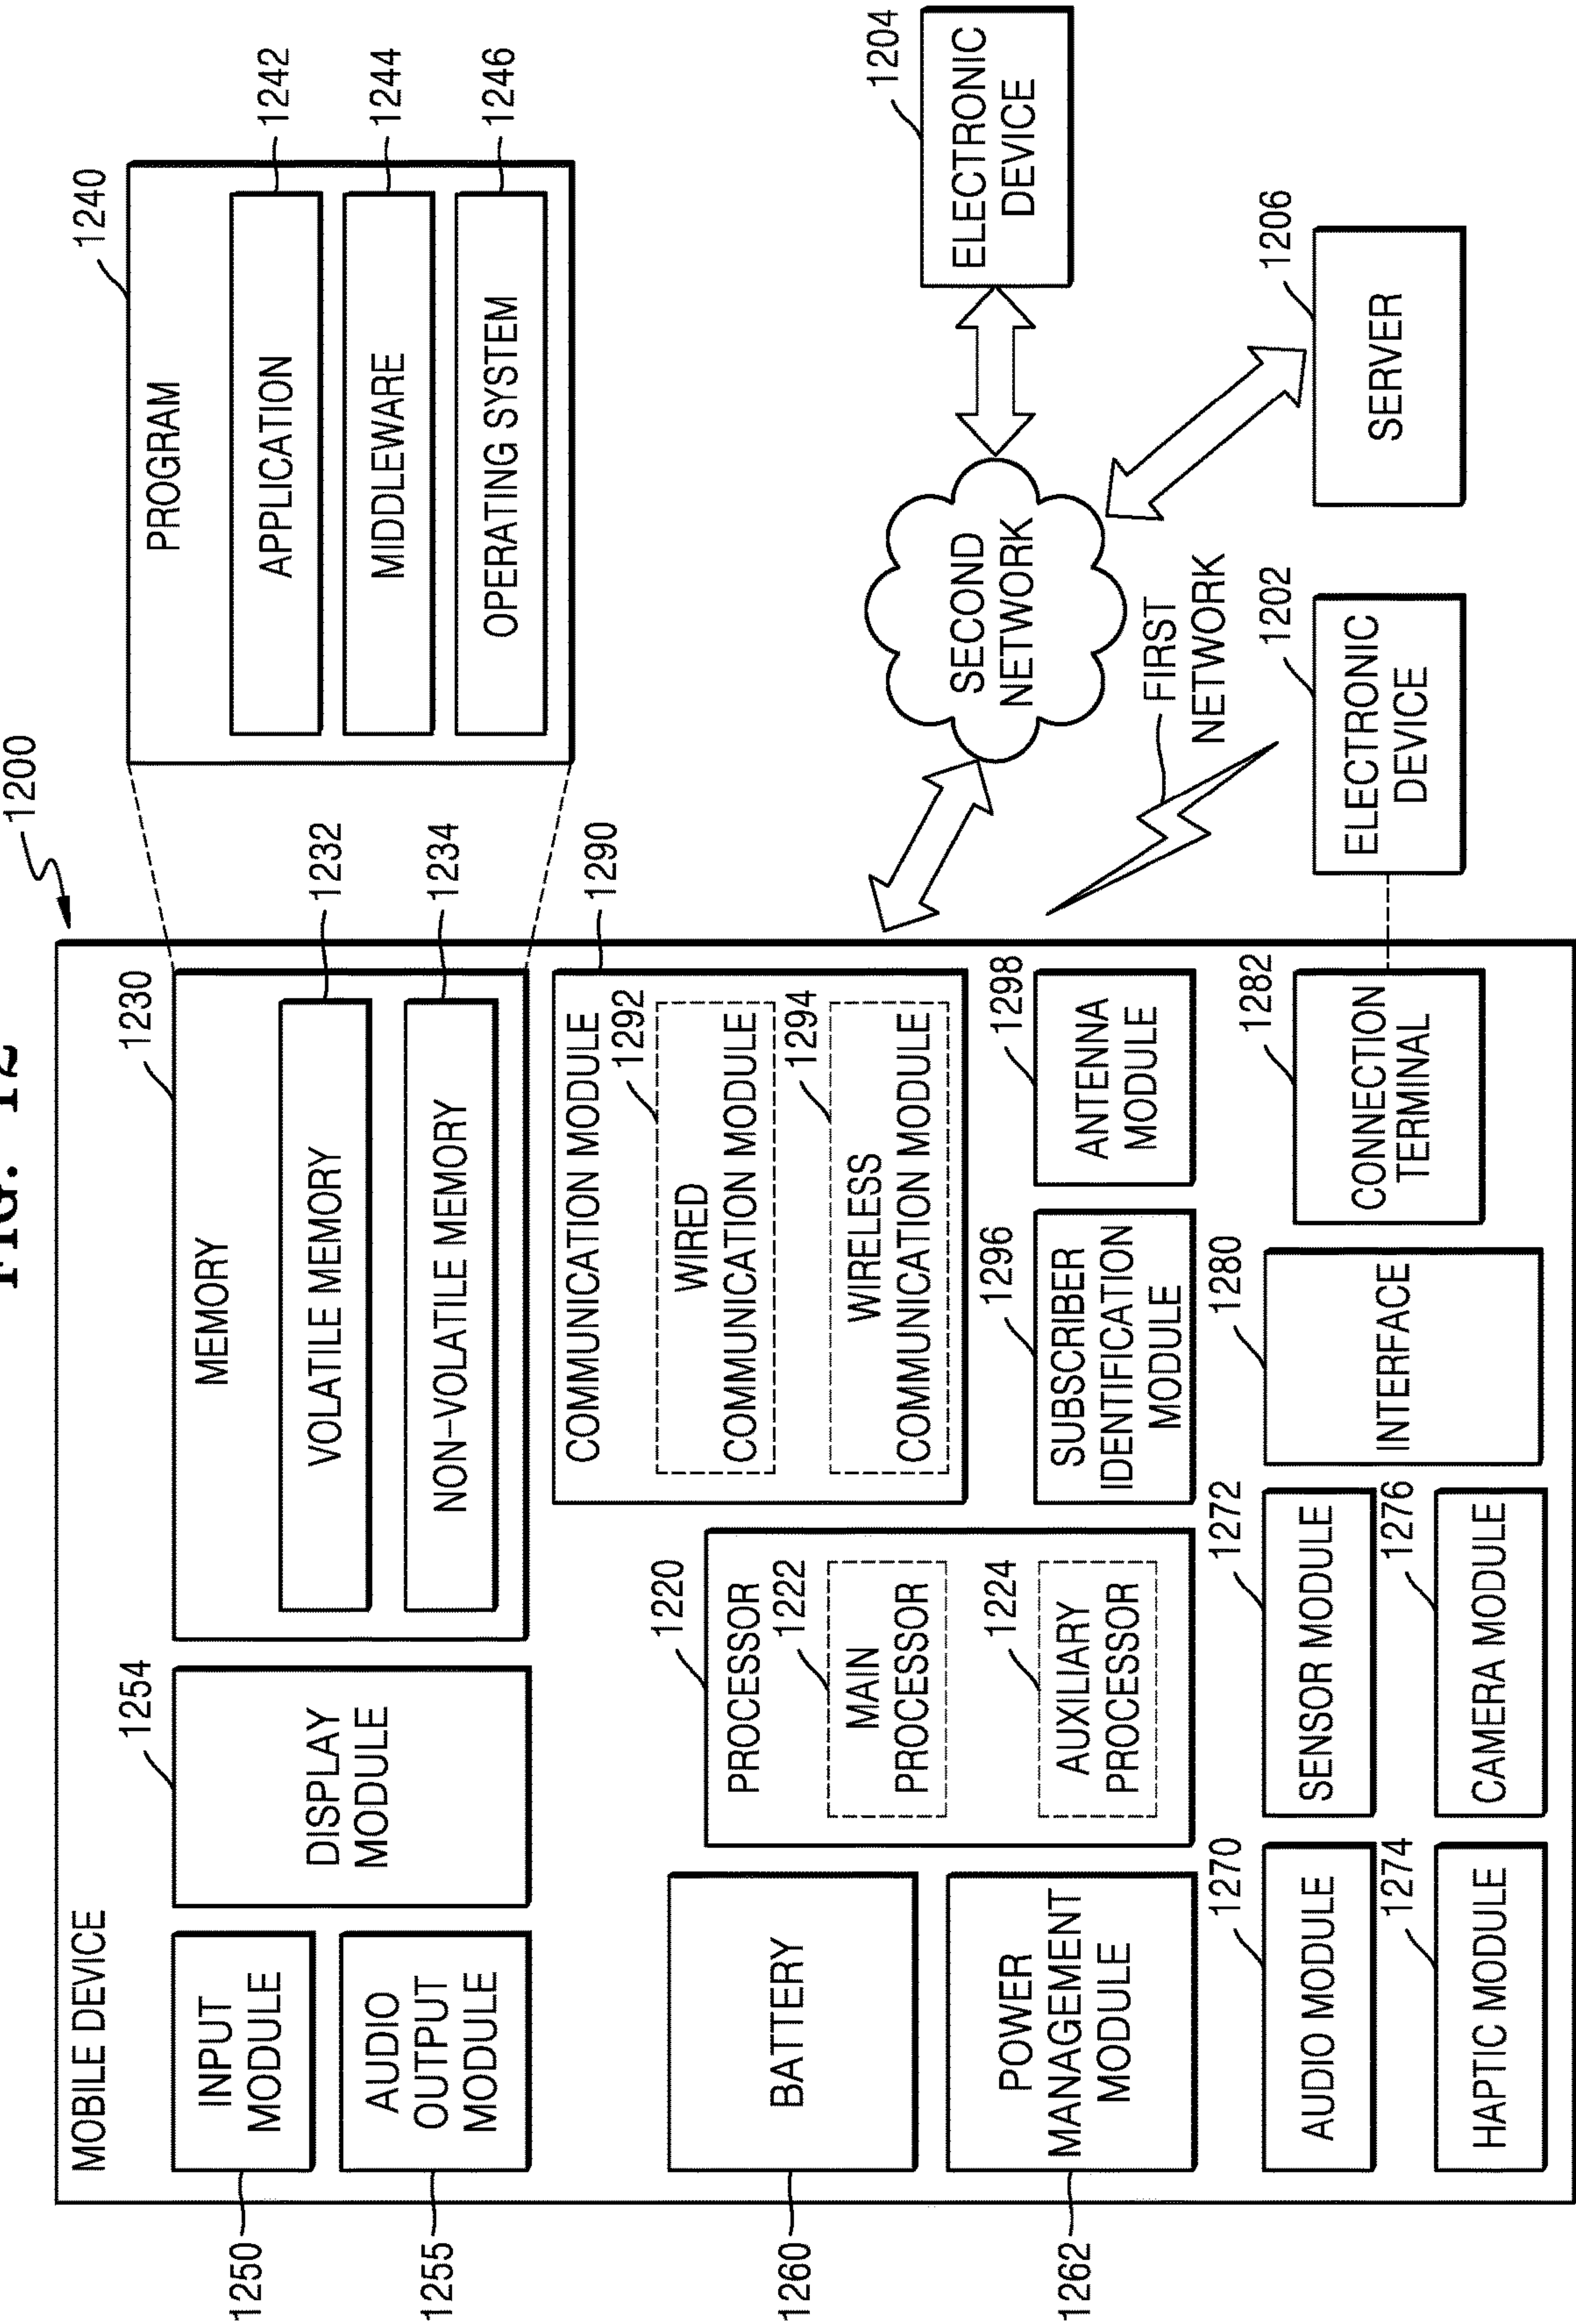 FIG. 12
1200
MOBILE DEVICE
1250
INPUT
MODULE
1255
AUDIO
OUTPUT
MODULE
1254
DISPLAY
MODULE
1230
MEMORY
VOLATILE MEMORY
1232
NON-VOLATILE MEMORY
1234
1240
PROGRAM
APPLICATION
1242
MIDDLEWARE
1244
OPERATING SYSTEM
1246
1260
BATTERY
1262
POWER
MANAGEMENT
MODULE
1220
PROCESSOR
1222
MAIN
PROCESSOR
1224
AUXILIARY
PROCESSOR
1290
COMMUNICATION MODULE
1292
WIRED
COMMUNICATION MODULE
1294
WIRELESS
COMMUNICATION MODULE
1296
SUBSCRIBER
IDENTIFICATION
MODULE
1298
ANTENNA
MODULE
1270
AUDIO MODULE
1272
SENSOR MODULE
1274
HAPTIC MODULE
1276
CAMERA MODULE
1280
INTERFACE
1282
CONNECTION
TERMINAL
SECOND
NETWORK
FIRST
NETWORK
1204
ELECTRONIC
DEVICE
1206
SERVER
1202
ELECTRONIC
DEVICE